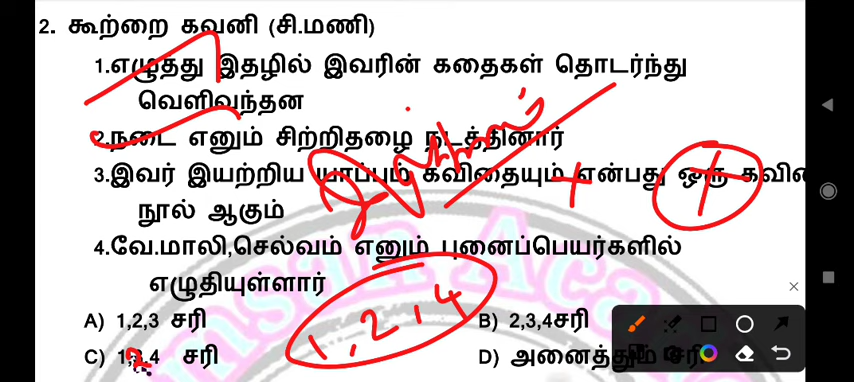 2. கூற்றை கவனி (சி.மணி)
1.எழுத்து இதழில் இவரின் கதைகள் தொடர்ந்து
வெளிவந்தன
2.நடை எனும் சிற்றிதழை நடத்தினார்
3.இவர் இயற்றிய யாப்பும் கவிதையும் என்பது ஒரு கவிதை
நூல் ஆகும்
4.வே.மாலி,செல்வம் எனும் புனைப்பெயர்களில்
எழுதியுள்ளார்
1,2,4
A) 1,2,3 சரி
B) 2,3,4சரி
C) 1,2,4 சரி
D) அனைத்தும் சரி